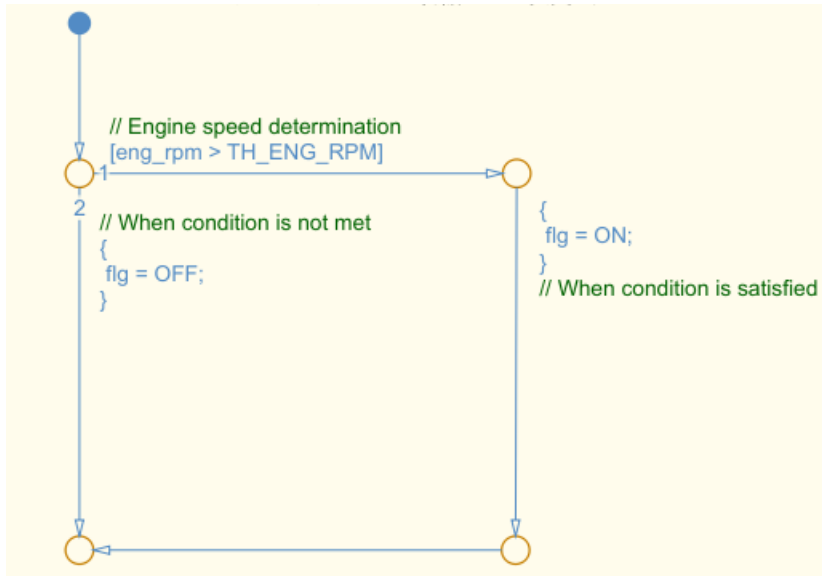 // Engine speed determination
[eng_rpm > TH_ENG_RPM]
1
2
// When condition is not met
{
flg = OFF;
}
{
flg = ON;
}
// When condition is satisfied